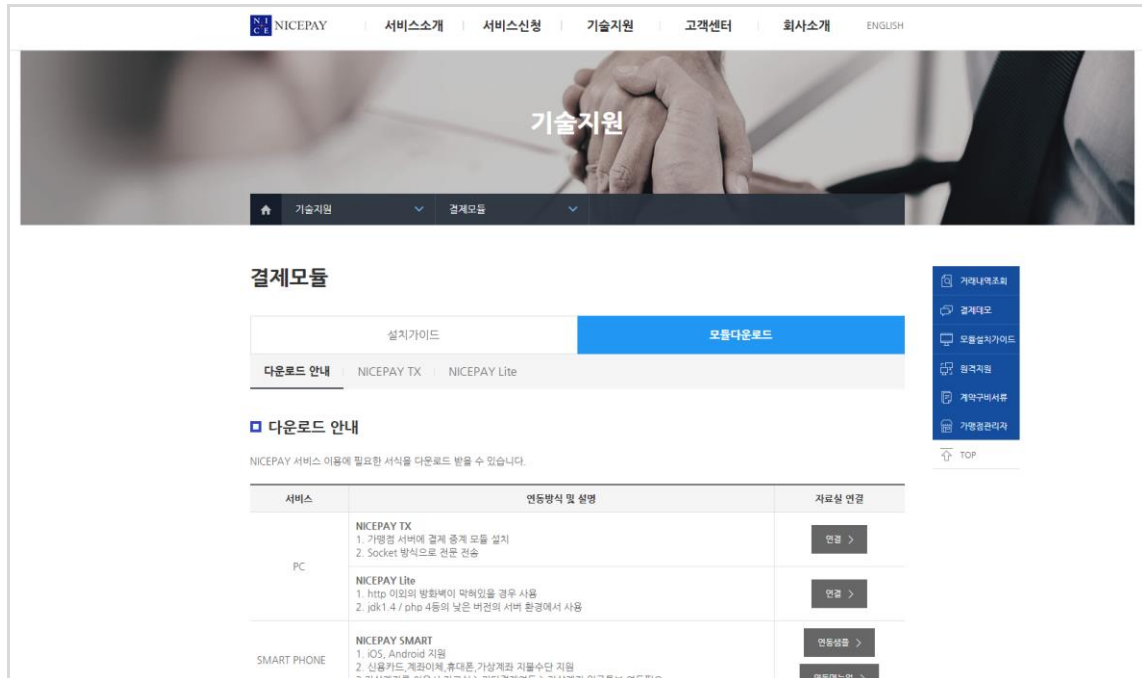 NICE NICEPAY 서비스소개 서비스신청 기술지원 고객센터 회사소개 ENGLISH
기술지원
기술지원 결제모듈
결제모듈
설치가이드 모듈다운로드
다운로드 안내 NICEPAY TX NICEPAY Lite
다운로드 안내
NICEPAY 서비스 이용에 필요한 서식을 다운로드 받을 수 있습니다.
서비스 연동방식 및 설명 자료실 연결
PC
NICEPAY TX
1. 가맹점 서버에 결제 중계 모듈 설치
2. Socket 방식으로 전문 전송
연결 >
NICEPAY Lite
1. http 이외의 방화벽이 막혀있을 경우 사용
2. jdk1.4 / php 4등의 낮은 버전의 서버 환경에서 사용
연결 >
SMART PHONE
NICEPAY SMART
1. iOS, Android 지원
2. 신용카드,계좌이체,휴대폰,가상계좌 지불수단 지원
연동샘플 >
거래내역조회
결제데모
모듈설치가이드
원격지원
계약구비서류
가맹점관리자
TOP